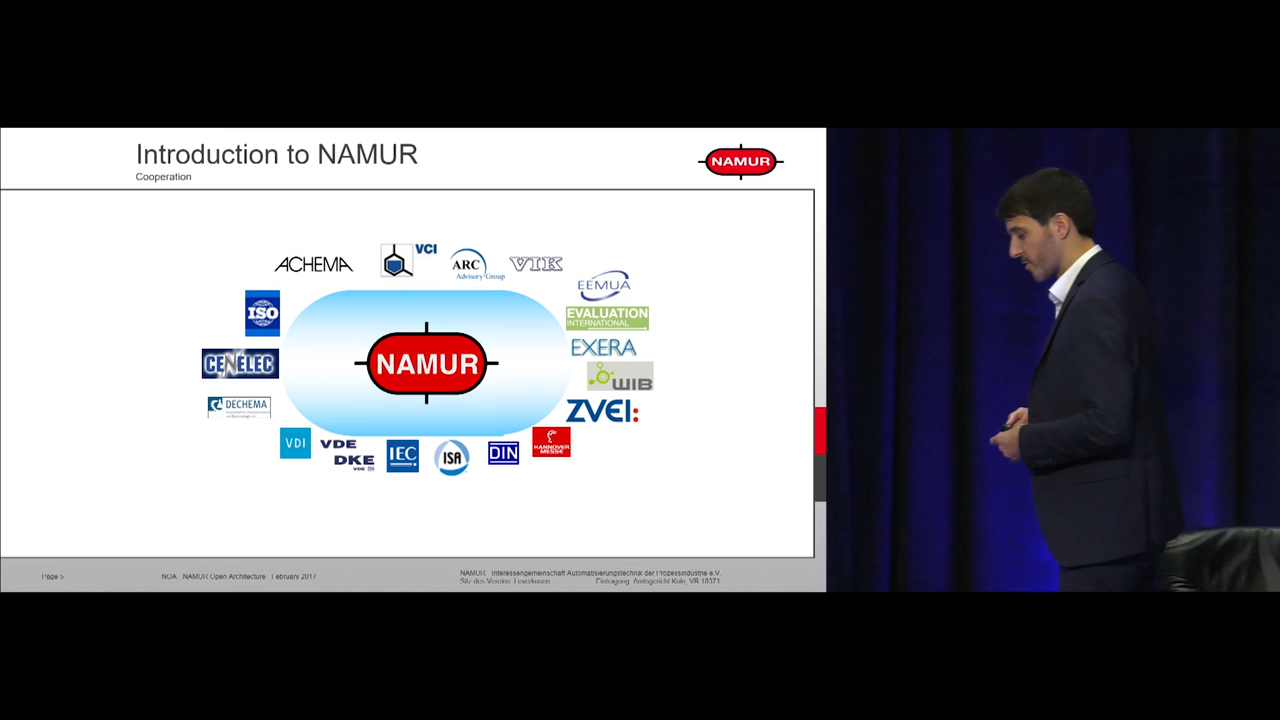 Introduction to NAMUR
Cooperation
NAMUR
ACHEMA
VCI
ARC
Advisory Group
VIK
EEMUA
ISO
EVALUATION
INTERNATIONAL
EXERA
CENELEC
NAMUR
WIB
DECHEMA
ZVEI:
VDI
VDE
DKE
VDE
IEC
ISA
DIN
HANNOVER
MESSE
Page 5
NOA NAMUR Open Architecture February 2017
NAMUR Interessengemeinschaft Automatisierungstechnik der Prozessindustrie e.V.
Sitz des Vereins: Leverkusen
Eintragung: Amtsgericht Köln, VR